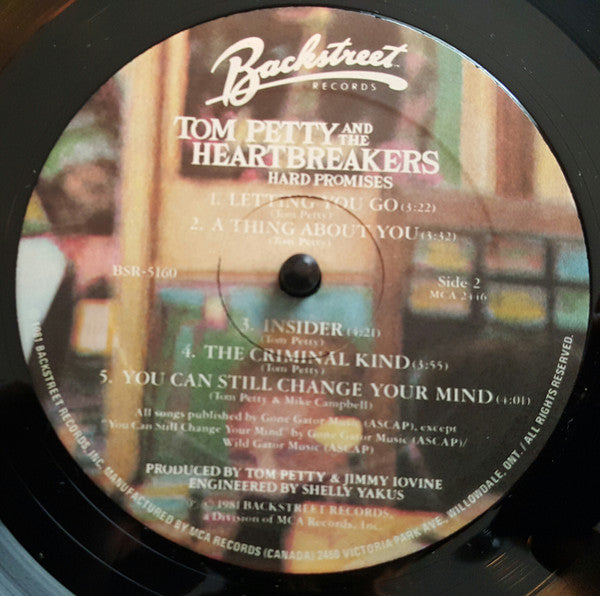 Backstreet
RECORDS
TOM PETTY AND THE
HEARTBREAKERS
HARD PROMISES
1. LETTING YOU GO (3:22)
(Tom Petty)
2. A THING ABOUT YOU (3:32)
(Tom Petty)
BSR-5160
Side 2
MCA 2446
3. INSIDER (4:21)
(Tom Petty)
4. THE CRIMINAL KIND (3:55)
(Tom Petty)
5. YOU CAN STILL CHANGE YOUR MIND (4:01)
(Tom Petty & Mike Campbell)
All songs published by Gone Gator Music (ASCAP), except
"You Can Still Change Your Mind" by Gone Gator Music (ASCAP)/
Wild Gator Music (ASCAP)
PRODUCED BY TOM PETTY & JIMMY IOVINE
ENGINEERED BY SHELLY YAKUS
℗ © 1981 BACKSTREET RECORDS,
a Division of MCA Records, Inc.
1981 BACKSTREET RECORDS, INC. MANUFACTURED BY MCA RECORDS (CANADA) 2450 VICTORIA PARK AVE., WILLOWDALE, ONT. / ALL RIGHTS RESERVED.